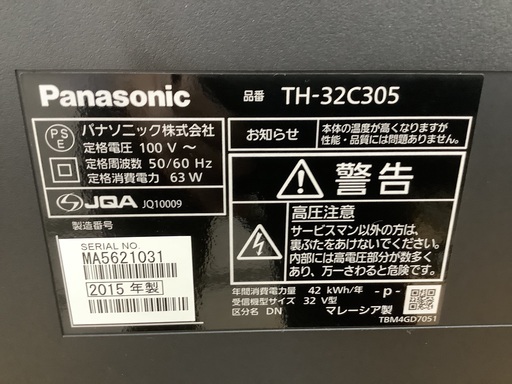 Panasonic
品番 TH-32C305
PS
E
パナソニック株式会社
定格電圧 100 V ～
定格周波数 50/60 Hz
定格消費電力 63 W
JQA JQ10009
製造番号
SERIAL NO.
MA5621031
2015 年製
お知らせ
本体の温度が高くなりますが
性能・品質には問題ありません。
警告
高圧注意
サービスマン以外の方は、
裏ぶたをあけないでください。
内部には高電圧部分が数多く
あり、万一さわると危険です。
年間消費電力量 42 kWh/年
受信機型サイズ 32 V型
区分名 DN
-p-
マレーシア製
TBM4GD7051